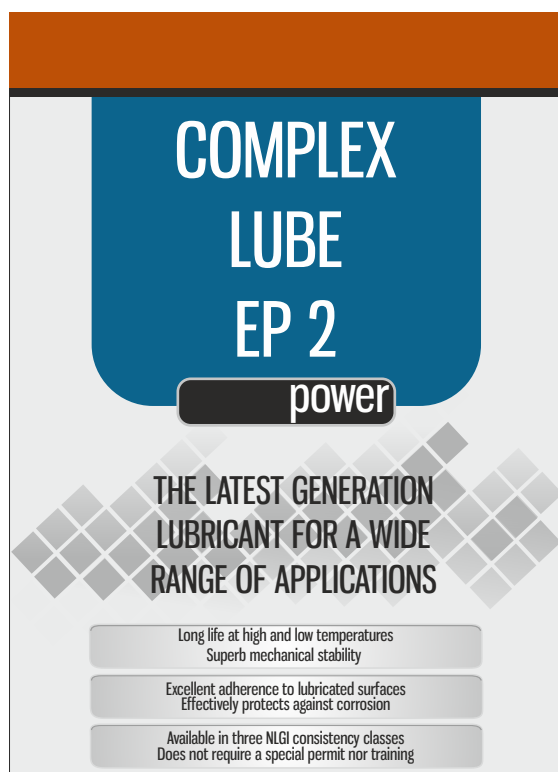 COMPLEX
LUBE
EP 2
power
THE LATEST GENERATION
LUBRICANT FOR A WIDE
RANGE OF APPLICATIONS
Long life at high and low temperatures
Superb mechanical stability
Excellent adherence to lubricated surfaces
Effectively protects against corrosion
Available in three NLGI consistency classes
Does not require a special permit nor training